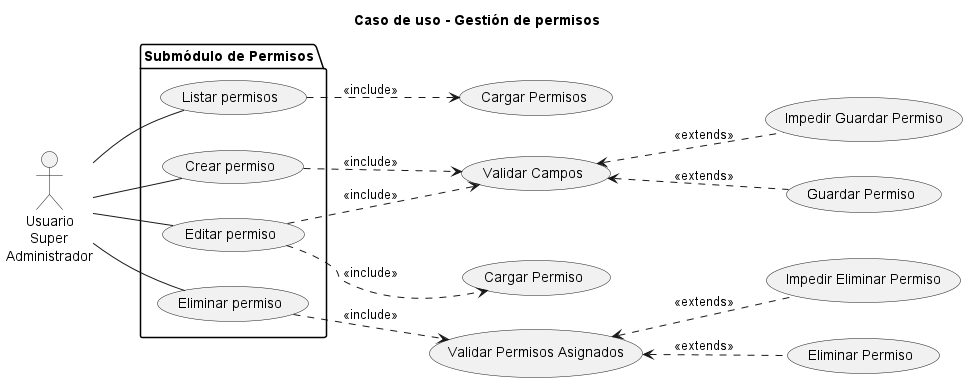 Caso de uso - Gestión de permisos
Submódulo de Permisos
Listar permisos
«include»
Cargar Permisos
Impedir Guardar Permiso
«extends»
Crear permiso
«include»
Validar Campos
«extends»
Guardar Permiso
«include»
Usuario
Super
Administrador
Editar permiso
«include»
Cargar Permiso
Impedir Eliminar Permiso
«extends»
Eliminar permiso
«include»
Validar Permisos Asignados
«extends»
Eliminar Permiso